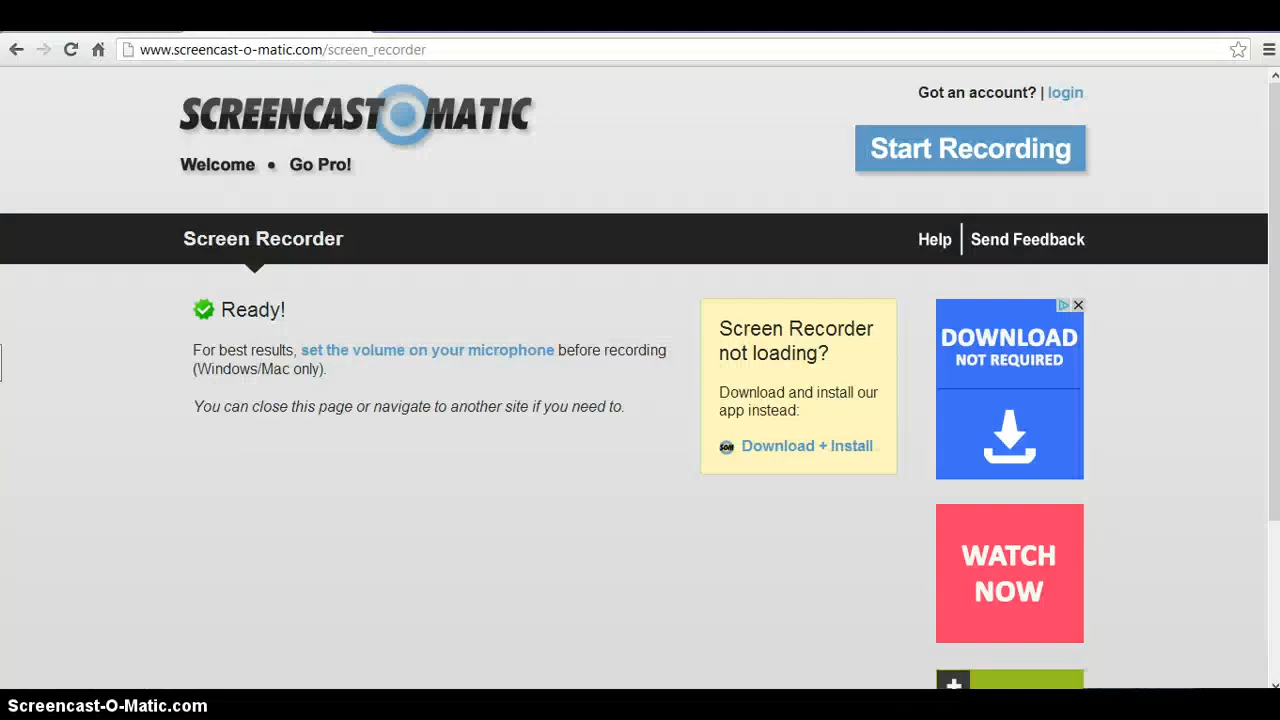 www.screencast-o-matic.com/screen_recorder
SCREENCAST O MATIC
Got an account? | login
Start Recording
Welcome • Go Pro!
Screen Recorder
Help | Send Feedback
Ready!
For best results, set the volume on your microphone before recording
(Windows/Mac only).
You can close this page or navigate to another site if you need to.
Screen Recorder
not loading?
Download and install our
app instead:
SOM Download + Install
DOWNLOAD
NOT REQUIRED
WATCH
NOW
Screencast-O-Matic.com